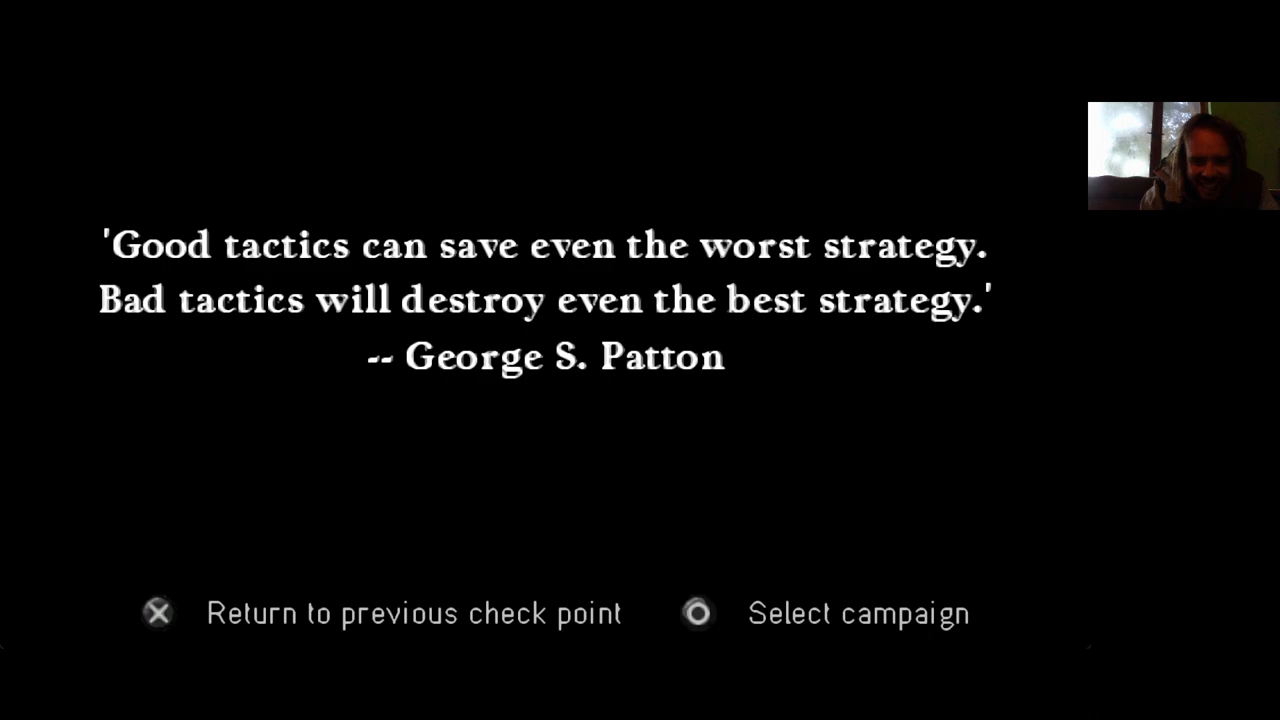 'Good tactics can save even the worst strategy.
Bad tactics will destroy even the best strategy.'
-- George S. Patton
Return to previous check point
Select campaign